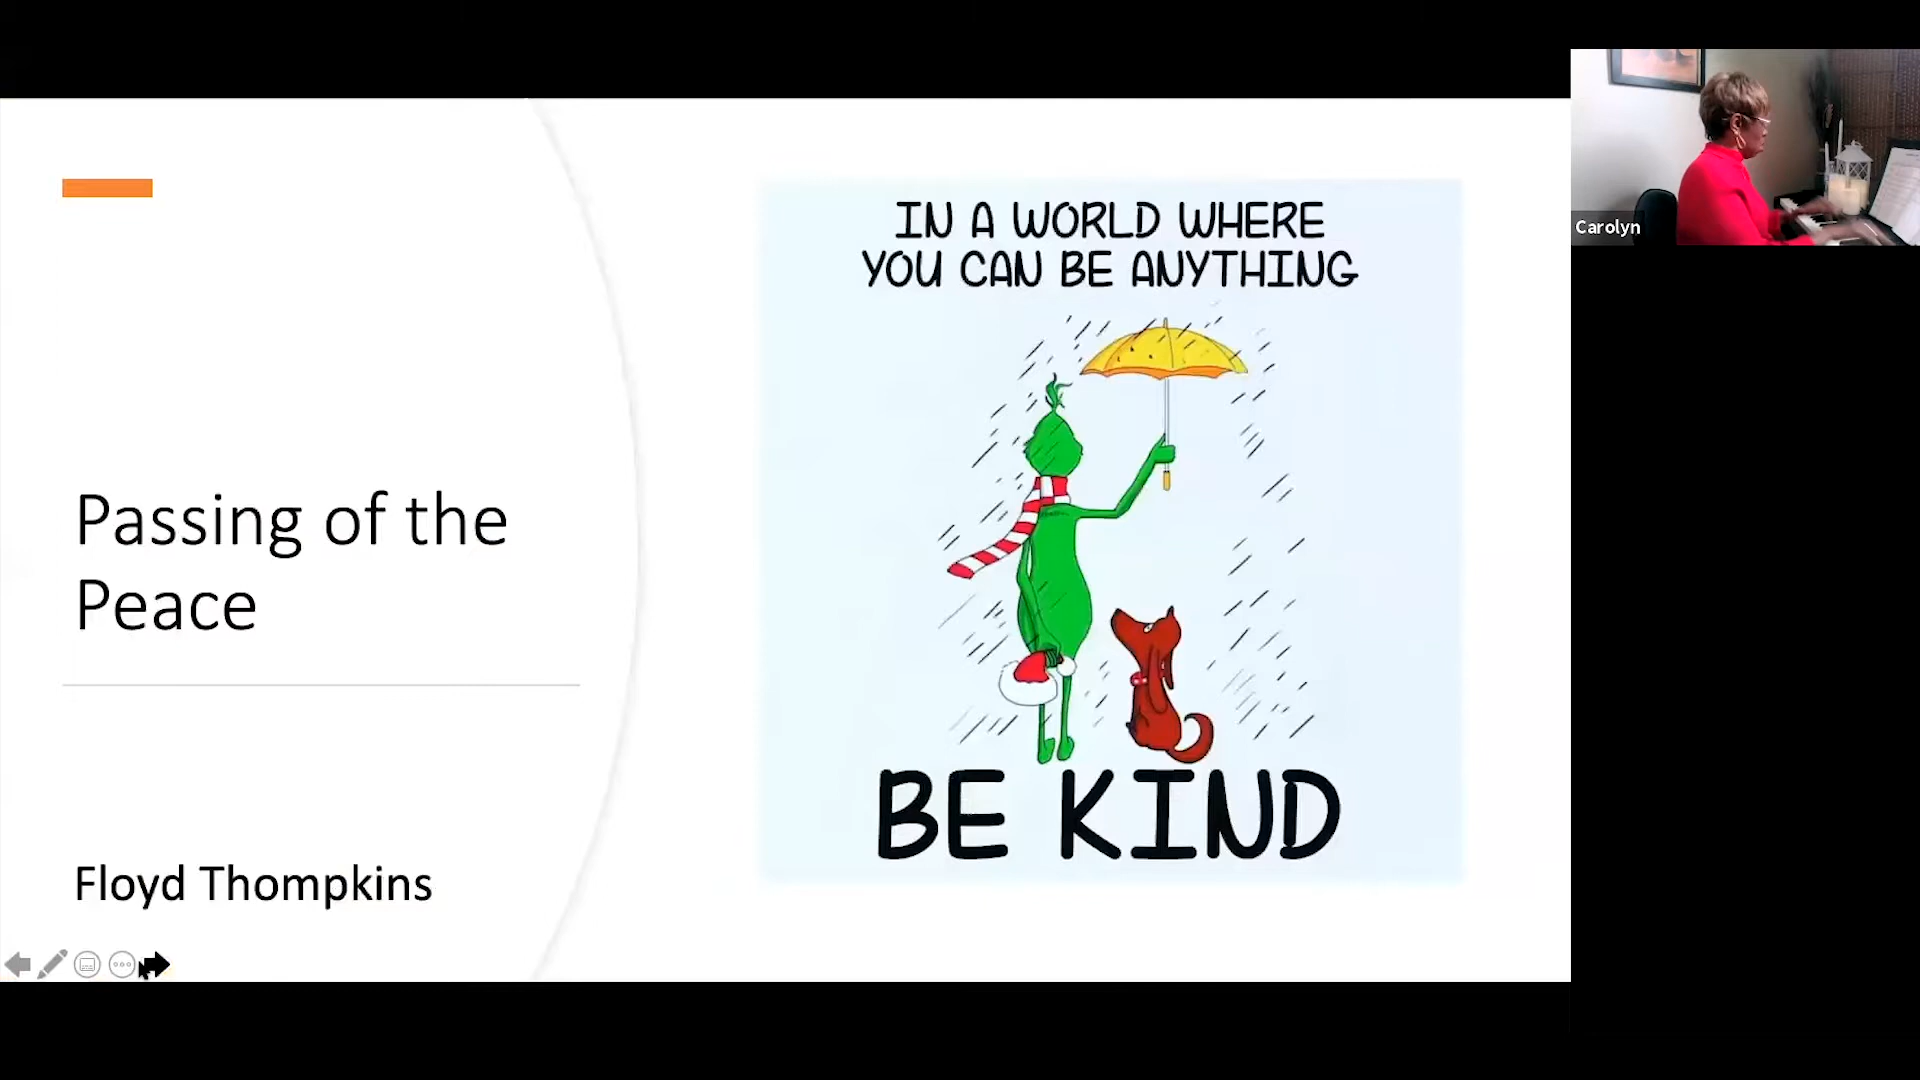 Passing of the
Peace
Floyd Thompkins
IN A WORLD WHERE
YOU CAN BE ANYTHING
BE KIND
Carolyn